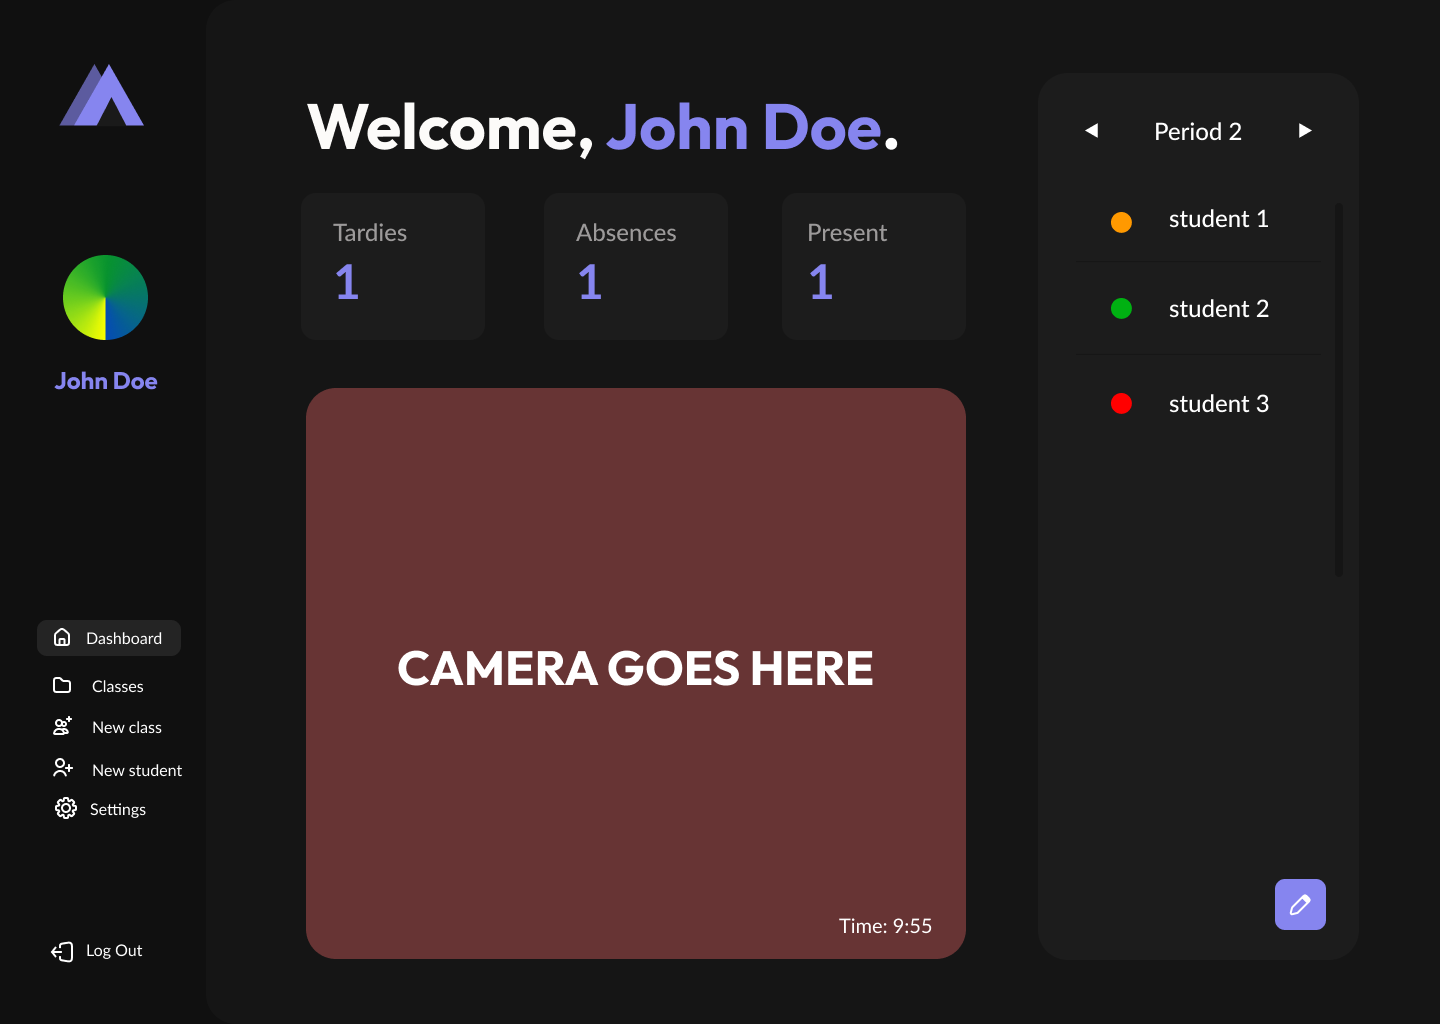 Welcome, John Doe.
Tardies
1
Absences
1
Present
1
CAMERA GOES HERE
Time: 9:55
John Doe
Dashboard
Classes
New class
New student
Settings
Log Out
Period 2
student 1
student 2
student 3